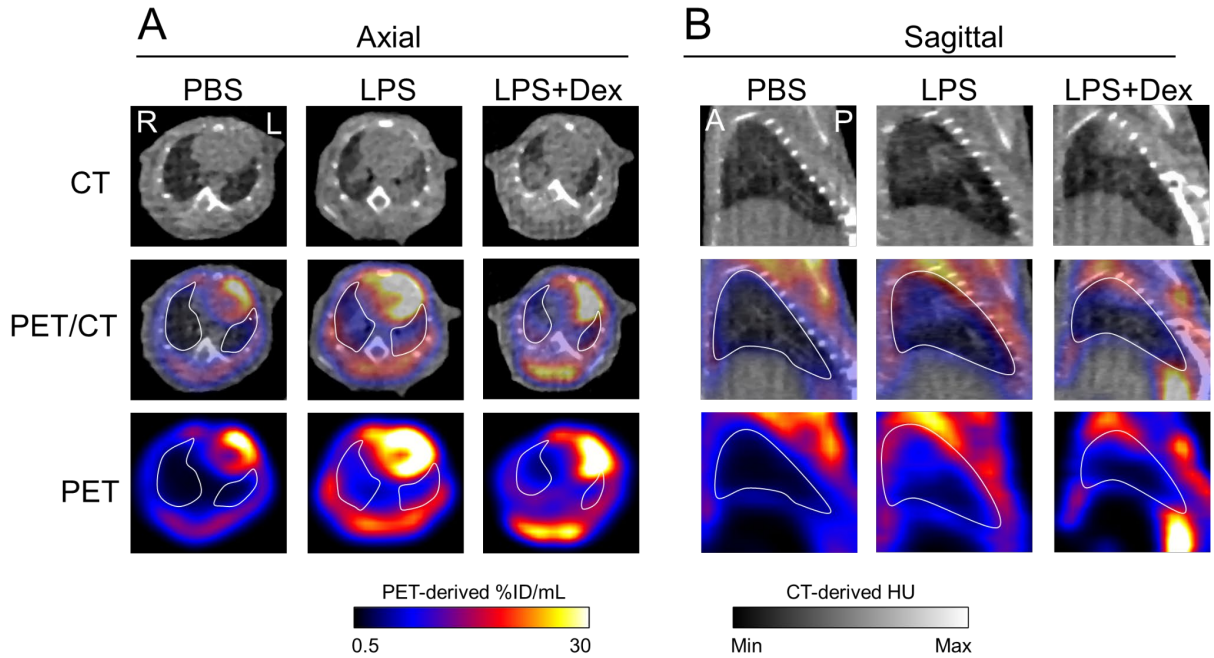 A B
Axial Sagittal
PBS LPS LPS+Dex PBS LPS LPS+Dex
R L A P
CT
PET/CT
PET
PET-derived %ID/mL CT-derived HU
0.5 30 Min Max